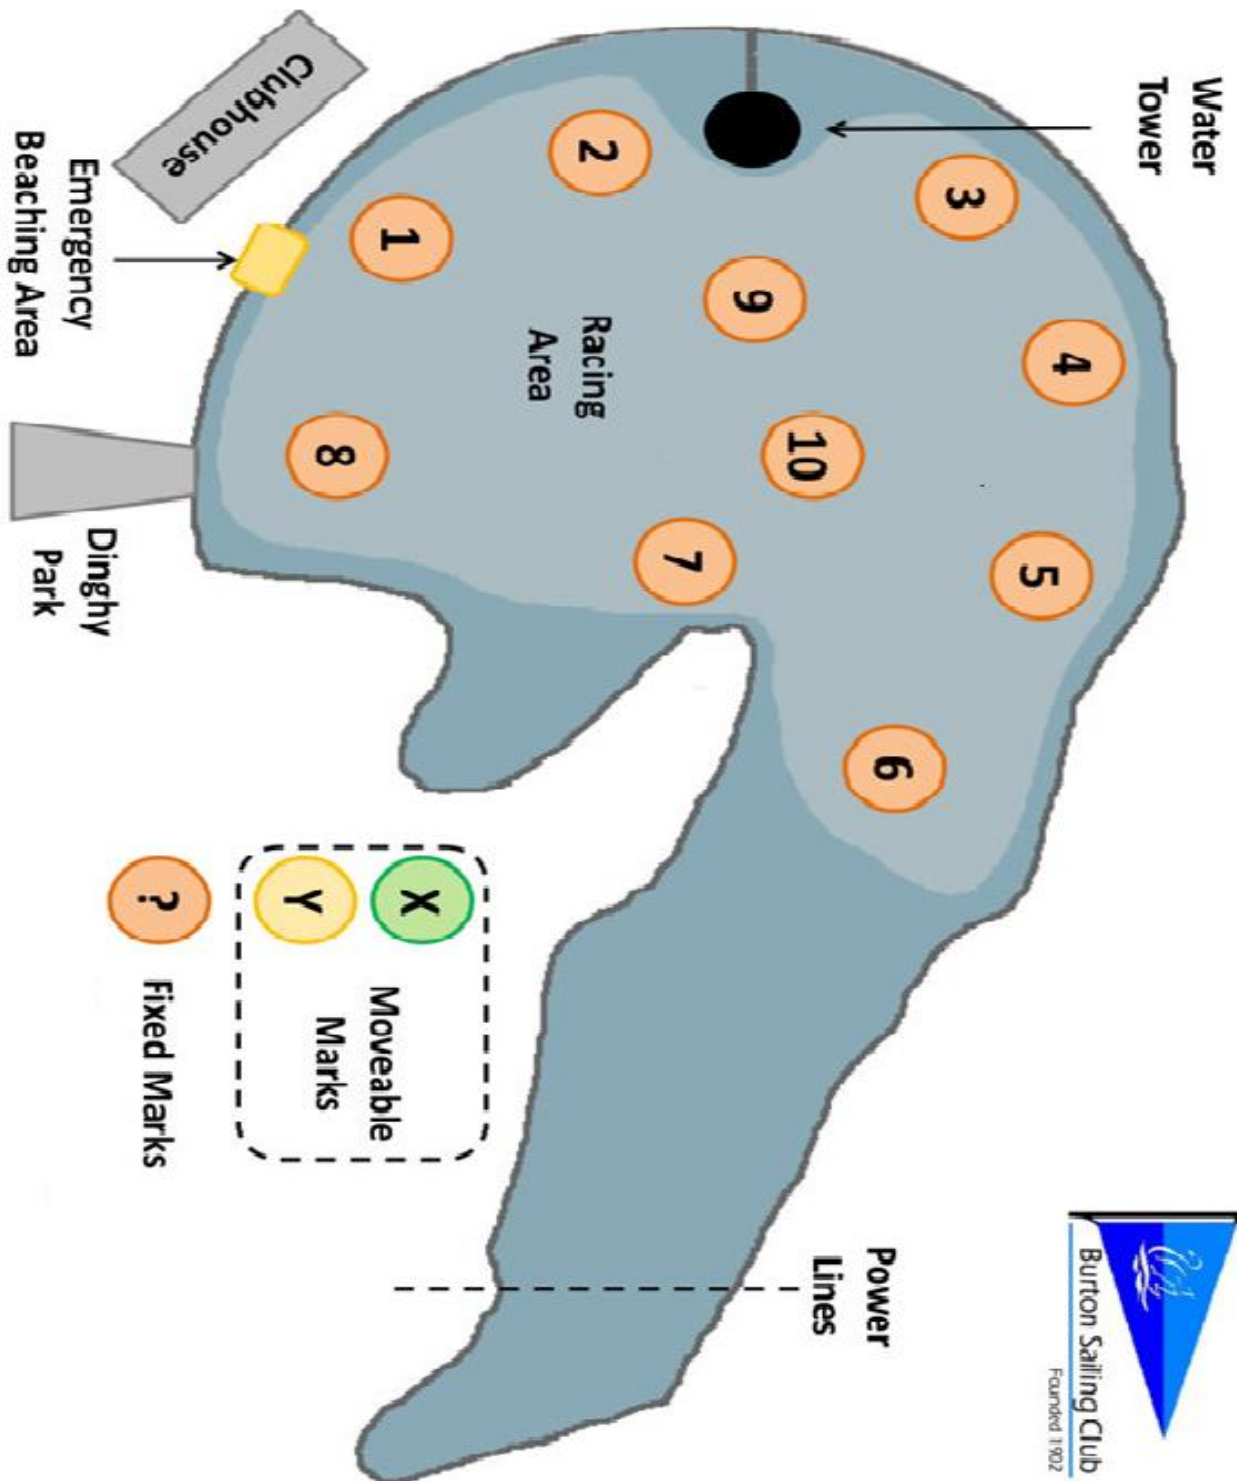 Water
Tower
Clubhouse
Emergency
Beaching Area
Dinghy
Park
Racing
Area
1
2
3
4
5
6
7
8
9
10
X
Y
Moveable
Marks
?
Fixed Marks
Power
Lines
Burton Sailing Club
Founded 1902